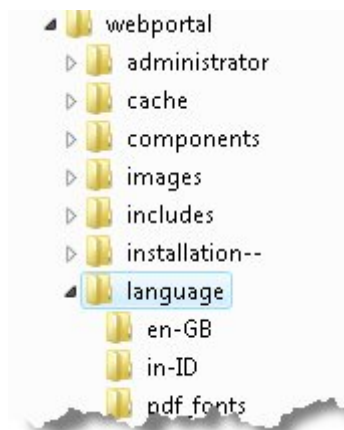 webportal
administrator
cache
components
images
includes
installation--
language
en-GB
in-ID
pdf_fonts